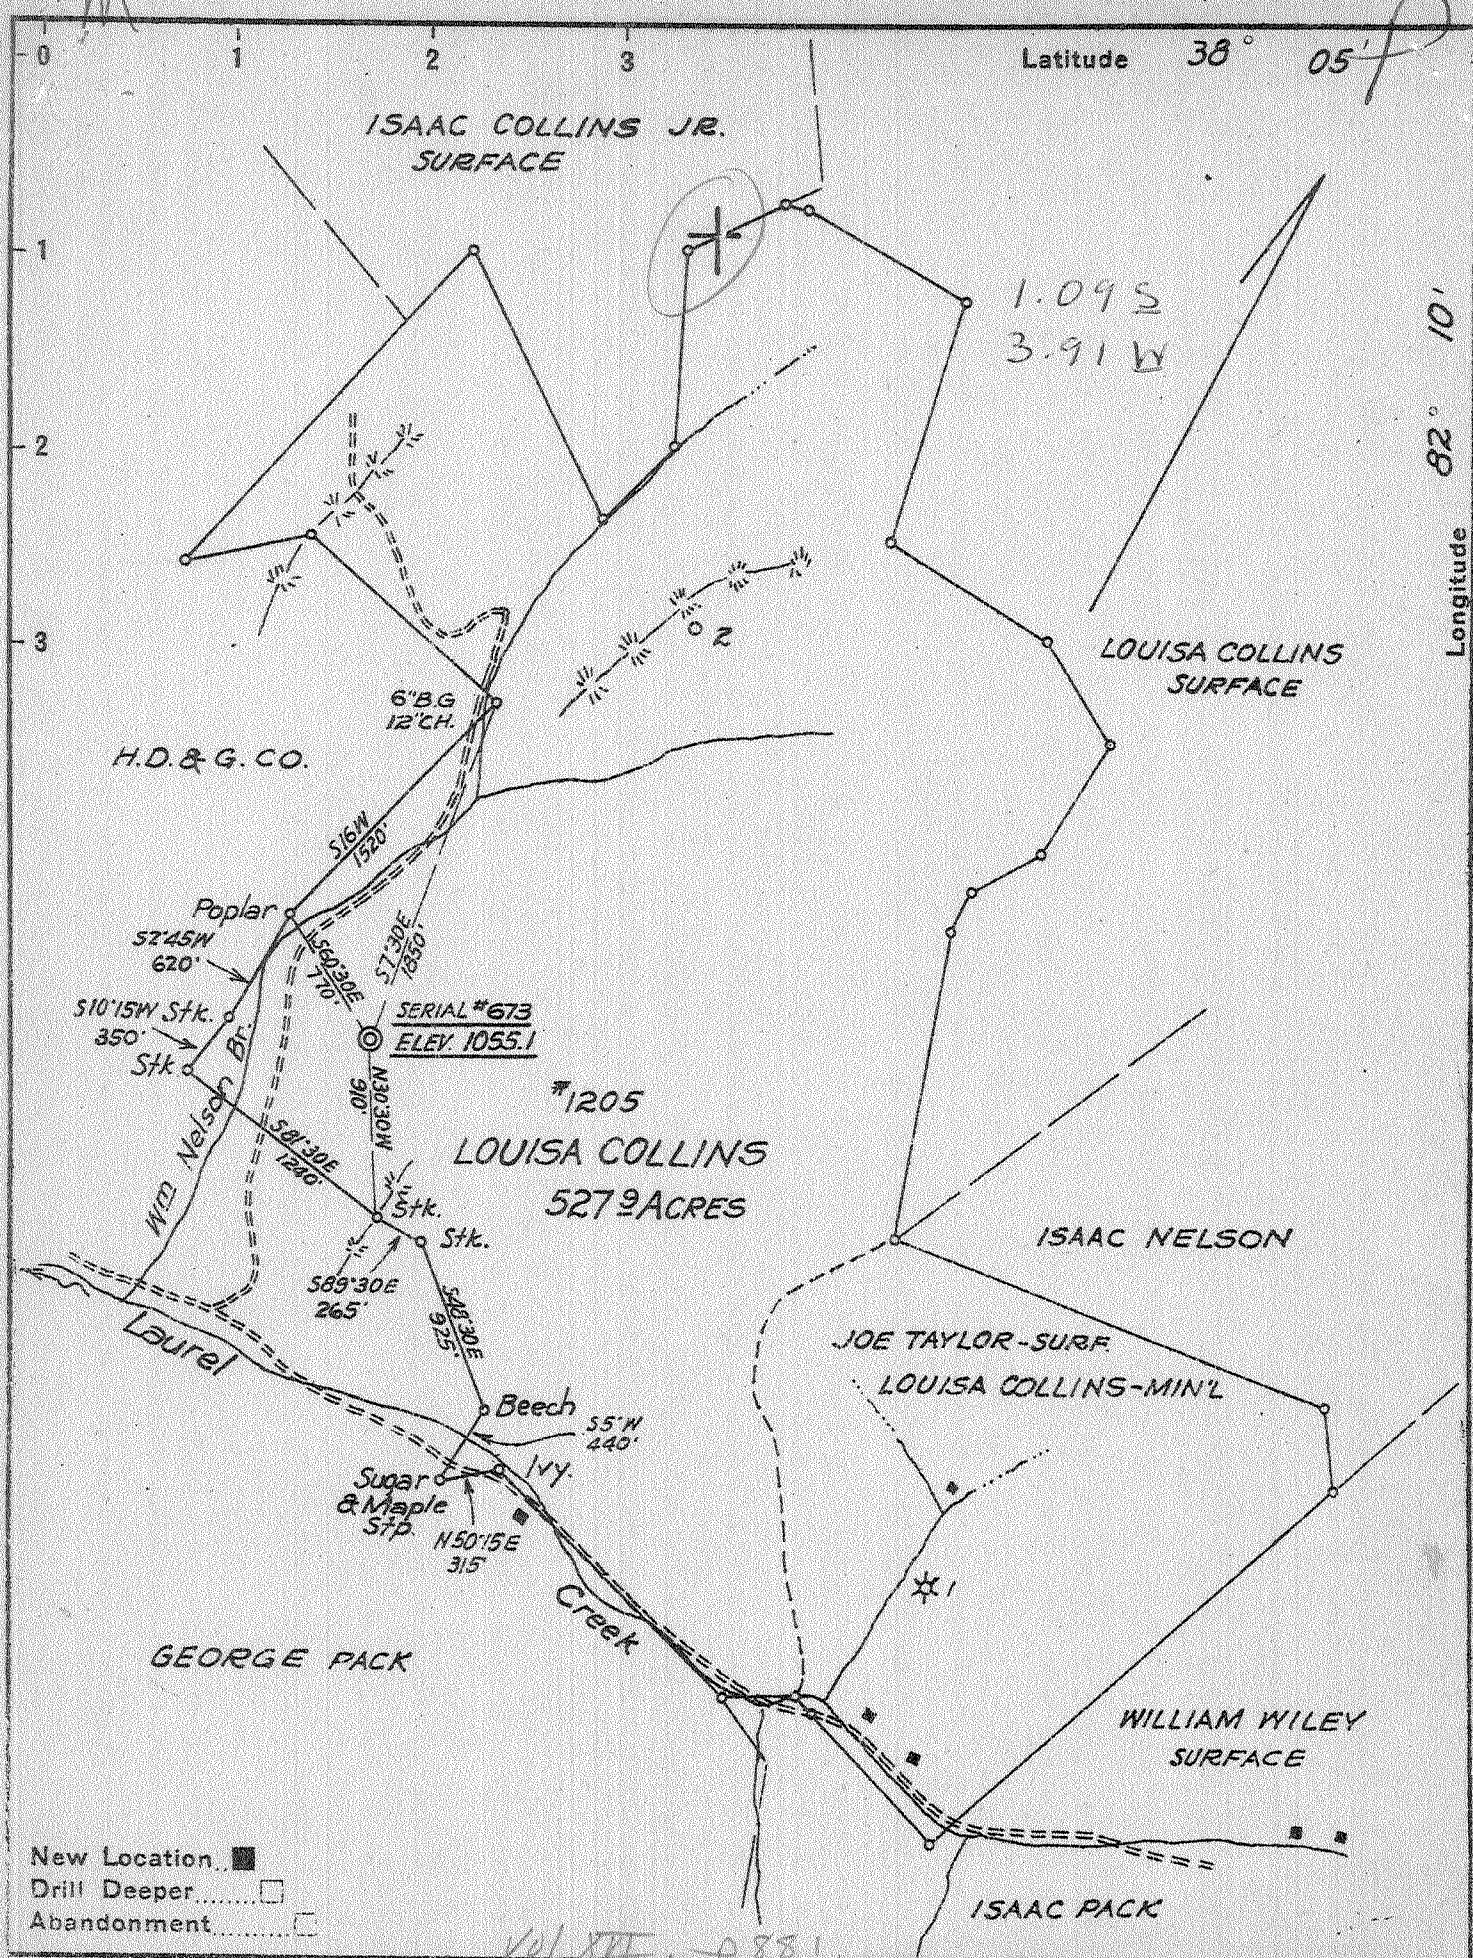 0 1 2 3 Latitude 38° 05'
ISAAC COLLINS JR.
SURFACE
1
2
3
1.09 S
3.91 W
Longitude 82° 10'
2
LOUISA COLLINS
SURFACE
6"B.G
12"CH.
H.D.& G.CO.
S16W
1520'
Poplar
S2°45W
620'
S60°30E
770'
S7°30E
1850'
S10°15W Stk.
350'
Stk
SERIAL #673
ELEV. 1055.1
N30°30W
910'
Wm Nelson Br.
#1205
LOUISA COLLINS
527.9 ACRES
S81°30E
1240'
Stk.
Stk.
S89°30E
265'
S48°30E
925'
ISAAC NELSON
Laurel
JOE TAYLOR-SURF.
LOUISA COLLINS-MIN'L
Beech
S5°W
440'
Ivy.
Sugar
& Maple
Stp.
N50°15E
315'
1
Creek
GEORGE PACK
WILLIAM WILEY
SURFACE
New Location
Drill Deeper
Abandonment
ISAAC PACK
Vol XVI